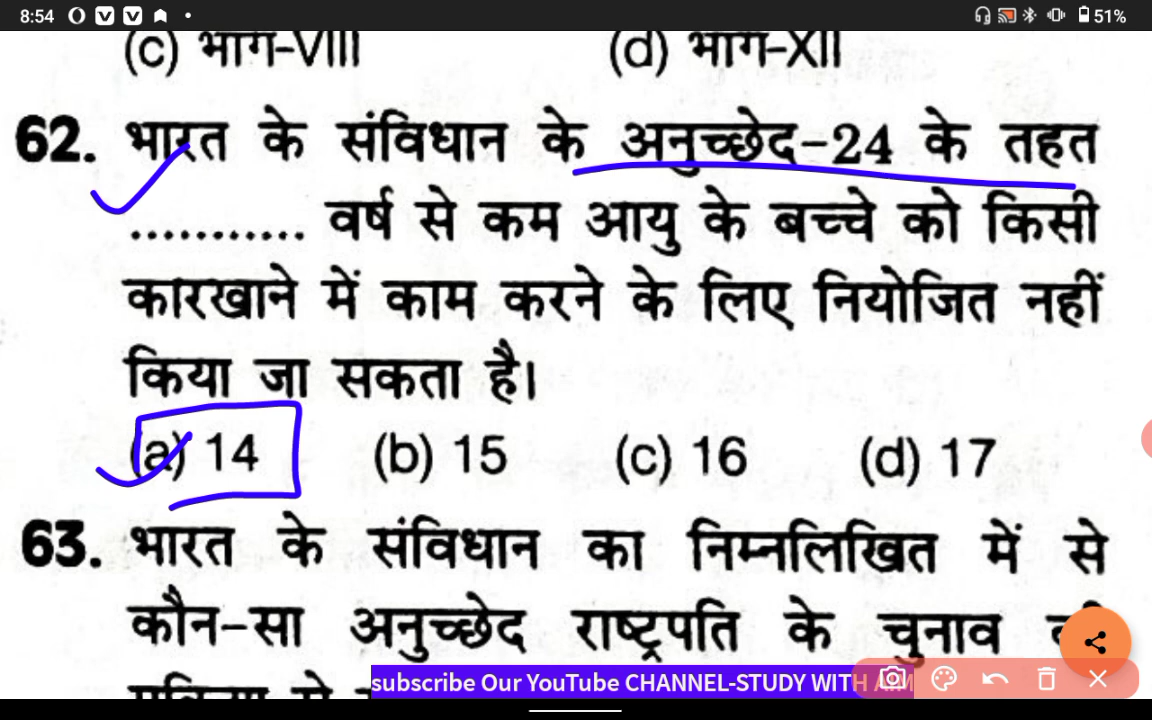 8:54
51%
(c) भाग-VIII (d) भाग-XII
62. भारत के संविधान के अनुच्छेद-24 के तहत
........... वर्ष से कम आयु के बच्चे को किसी
कारखाने में काम करने के लिए नियोजित नहीं
किया जा सकता है।
(a) 14 (b) 15 (c) 16 (d) 17
63. भारत के संविधान का निम्नलिखित में से
कौन-सा अनुच्छेद राष्ट्रपति के चुनाव
subscribe Our YouTube CHANNEL-STUDY WITH AIM